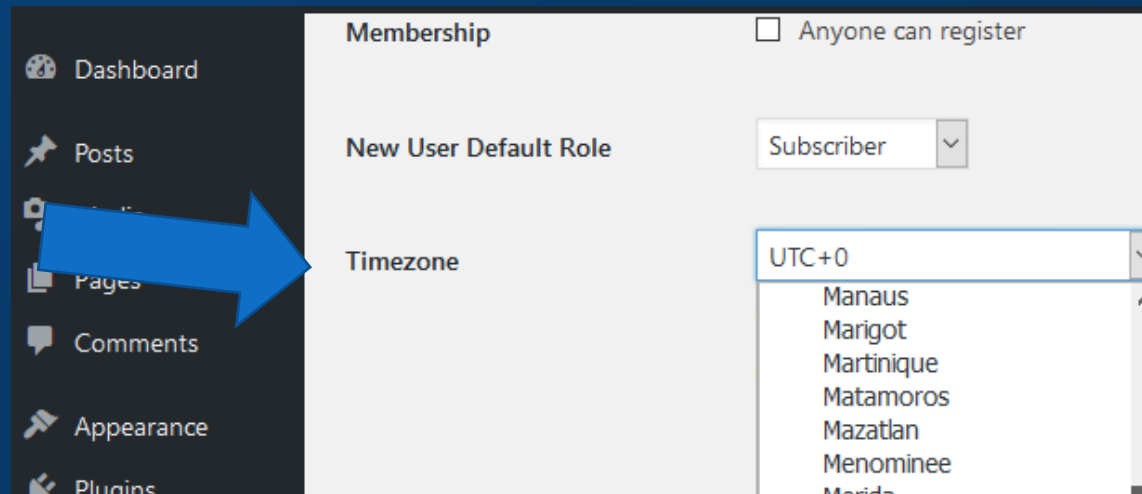 Dashboard
Posts
Pages
Comments
Appearance
Plugins
Membership
Anyone can register
New User Default Role
Subscriber
Timezone
UTC+0
Manaus
Marigot
Martinique
Matamoros
Mazatlan
Menominee
Merida